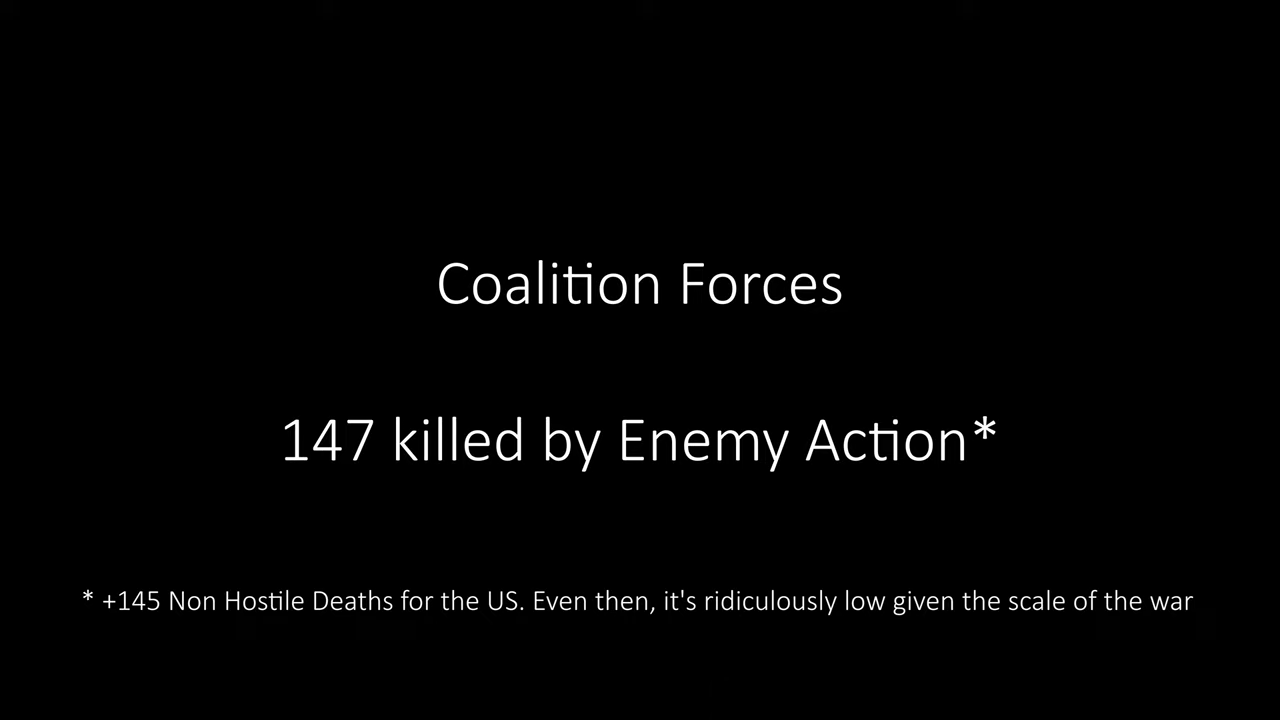 Coalition Forces
147 killed by Enemy Action*
* +145 Non Hostile Deaths for the US. Even then, it's ridiculously low given the scale of the war